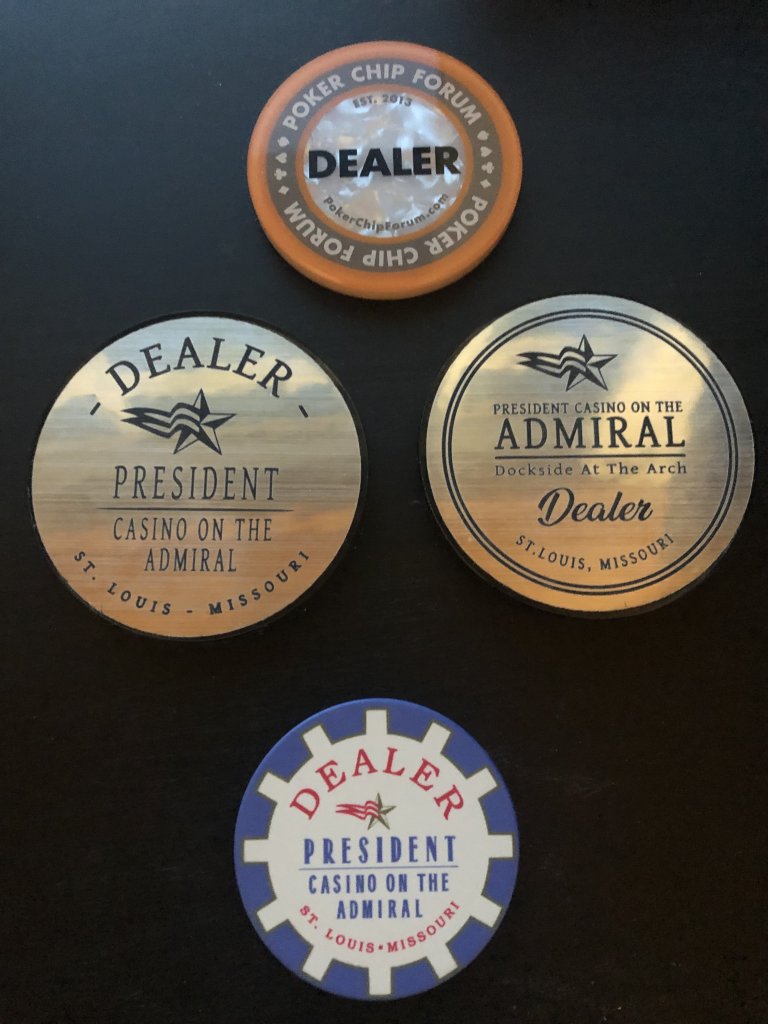 POKER CHIP FORUM
EST. 2013
DEALER
PokerChipForum.com
POKER CHIP FORUM
- DEALER -
PRESIDENT
CASINO ON THE
ADMIRAL
ST. LOUIS - MISSOURI
PRESIDENT CASINO ON THE
ADMIRAL
Dockside At The Arch
Dealer
ST. LOUIS, MISSOURI
DEALER
PRESIDENT
CASINO ON THE
ADMIRAL
ST. LOUIS • MISSOURI